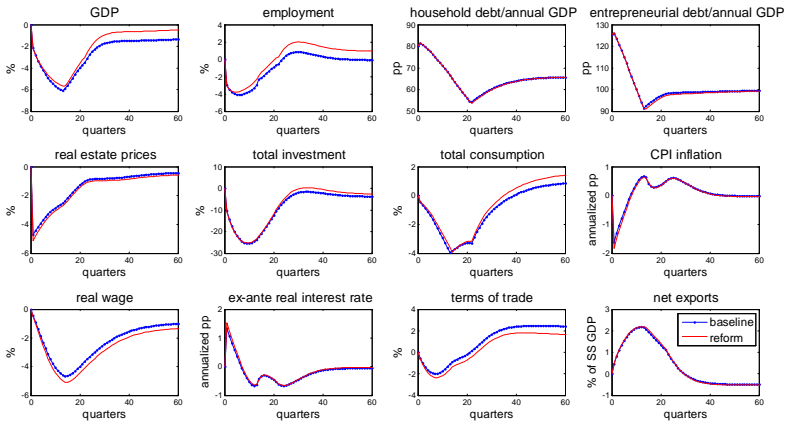 GDP
employment
household debt/annual GDP
entrepreneurial debt/annual GDP
0
-2
-4
-6
-8
%
0 20 40 60
quarters
4
2
0
-2
-4
-6
%
0 20 40 60
quarters
90
80
70
60
50
pp
0 20 40 60
quarters
130
120
110
100
90
pp
0 20 40 60
quarters
real estate prices
total investment
total consumption
CPI inflation
0
-2
-4
-6
%
0 20 40 60
quarters
10
0
-10
-20
-30
%
0 20 40 60
quarters
2
0
-2
-4
%
0 20 40 60
quarters
1
0
-1
-2
-3
annualized pp
0 20 40 60
quarters
real wage
ex-ante real interest rate
terms of trade
net exports
0
-2
-4
-6
%
0 20 40 60
quarters
2
1
0
-1
-2
annualized pp
0 20 40 60
quarters
4
2
0
-2
-4
%
0 20 40 60
quarters
3
2
1
0
-1
% of SS GDP
baseline
reform
0 20 40 60
quarters